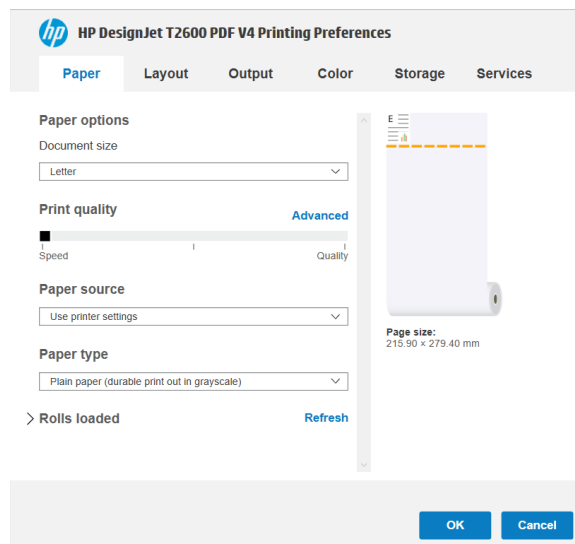 hp HP DesignJet T2600 PDF V4 Printing Preferences
Paper Layout Output Color Storage Services
Paper options
Document size
Letter
Print quality
Advanced
Speed Quality
Paper source
Use printer settings
Paper type
Plain paper (durable print out in grayscale)
Rolls loaded Refresh
E
Page size:
215.90 × 279.40 mm
OK Cancel